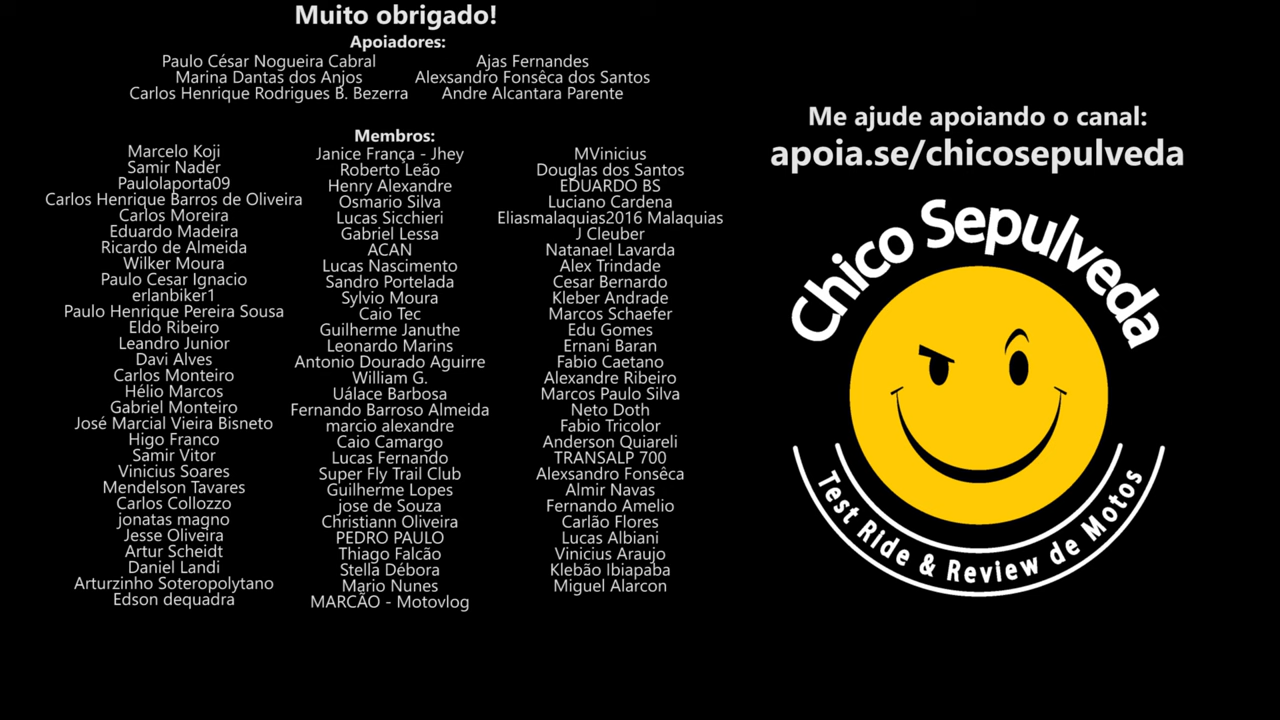 Muito obrigado!
Apoiadores:
Paulo César Nogueira Cabral
Marina Dantas dos Anjos
Carlos Henrique Rodrigues B. Bezerra
Ajas Fernandes
Alexsandro Fonsêca dos Santos
Andre Alcantara Parente
Membros:
Marcelo Koji
Samir Nader
Paulolaporta09
Carlos Henrique Barros de Oliveira
Carlos Moreira
Eduardo Madeira
Ricardo de Almeida
Wilker Moura
Paulo Cesar Ignacio
erlanbiker1
Paulo Henrique Pereira Sousa
Eldo Ribeiro
Leandro Junior
Davi Alves
Carlos Monteiro
Hélio Marcos
Gabriel Monteiro
José Marcial Vieira Bisneto
Higo Franco
Samir Vitor
Vinicius Soares
Mendelson Tavares
Carlos Collozzo
jonatas magno
Jesse Oliveira
Artur Scheidt
Daniel Landi
Arturzinho Soteropolytano
Edson dequadra
Janice França - Jhey
Roberto Leão
Henry Alexandre
Osmario Silva
Lucas Sicchieri
Gabriel Lessa
ACAN
Lucas Nascimento
Sandro Portelada
Sylvio Moura
Caio Tec
Guilherme Januthe
Leonardo Marins
Antonio Dourado Aguirre
William G.
Uálace Barbosa
Fernando Barroso Almeida
marcio alexandre
Caio Camargo
Lucas Fernando
Super Fly Trail Club
Guilherme Lopes
jose de Souza
Christiann Oliveira
PEDRO PAULO
Thiago Falcão
Stella Débora
Mario Nunes
MARCÃO - Motovlog
MVinicius
Douglas dos Santos
EDUARDO BS
Luciano Cardena
Eliasmalaquias2016 Malaquias
J Cleuber
Natanael Lavarda
Alex Trindade
Cesar Bernardo
Kleber Andrade
Marcos Schaefer
Edu Gomes
Ernani Baran
Fabio Caetano
Alexandre Ribeiro
Marcos Paulo Silva
Neto Doth
Fabio Tricolor
Anderson Quiareli
TRANSALP 700
Alexsandro Fonsêca
Almir Navas
Fernando Amelio
Carlão Flores
Lucas Albiani
Vinicius Araujo
Klebão Ibiapaba
Miguel Alarcon
Me ajude apoiando o canal:
apoia.se/chicosepulveda
Chico Sepulveda
Test Ride & Review de Motos